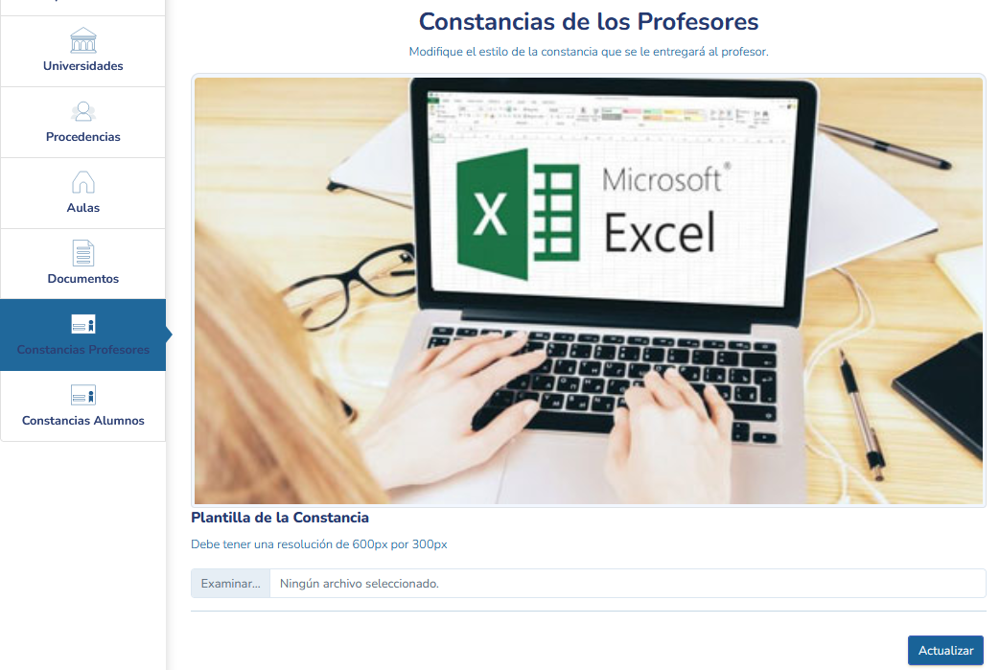 Universidades
Procedencias
Aulas
Documentos
Constancias Profesores
Constancias Alumnos
Constancias de los Profesores
Modifique el estilo de la constancia que se le entregará al profesor.
Microsoft®
Excel
Plantilla de la Constancia
Debe tener una resolución de 600px por 300px
Examinar... Ningún archivo seleccionado.
Actualizar